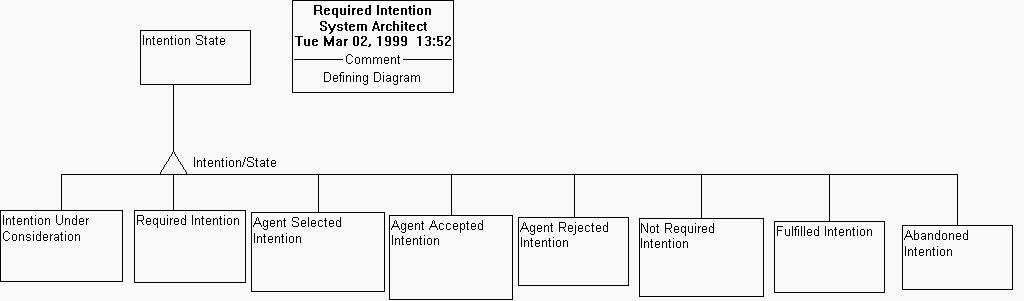 Required Intention
System Architect
Tue Mar 02, 1999  13:52
Comment
Defining Diagram
Intention State
Intention/State
Intention Under
Consideration
Required Intention
Agent Selected
Intention
Agent Accepted
Intention
Agent Rejected
Intention
Not Required
Intention
Fulfilled Intention
Abandoned
Intention